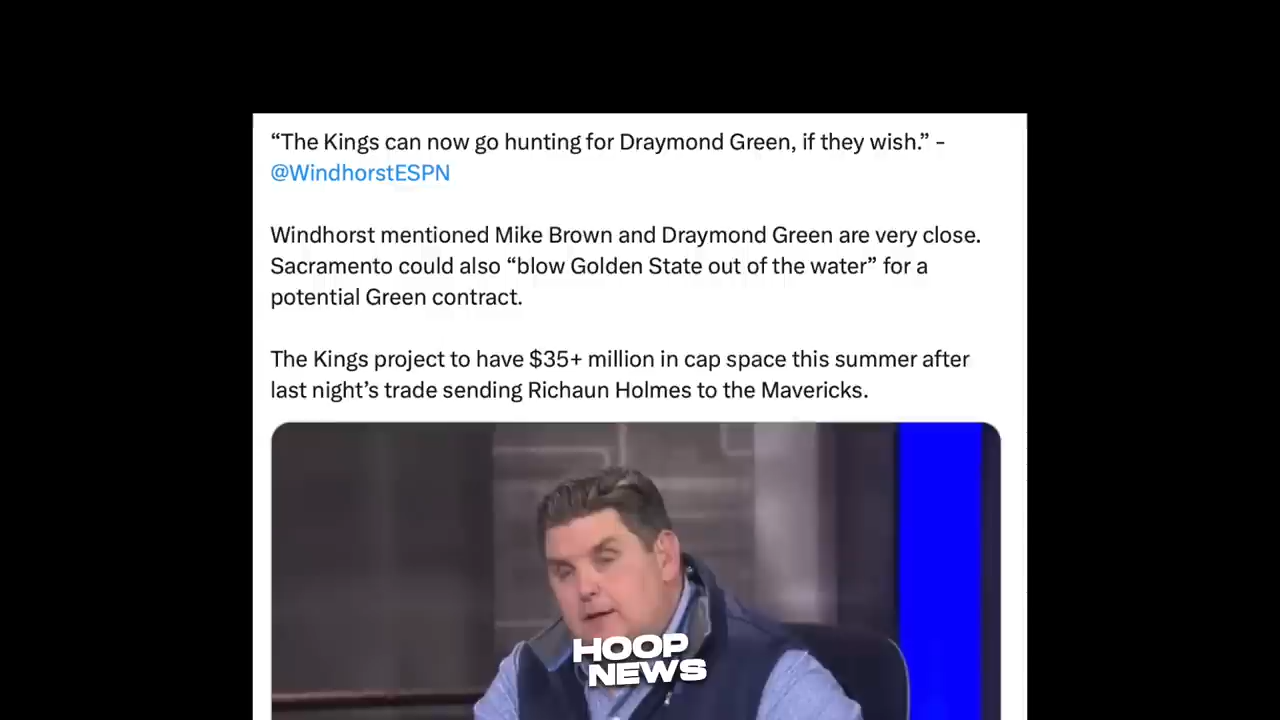 “The Kings can now go hunting for Draymond Green, if they wish.” -
@WindhorstESPN
Windhorst mentioned Mike Brown and Draymond Green are very close.
Sacramento could also “blow Golden State out of the water” for a
potential Green contract.
The Kings project to have $35+ million in cap space this summer after
last night’s trade sending Richaun Holmes to the Mavericks.
HOOP
NEWS